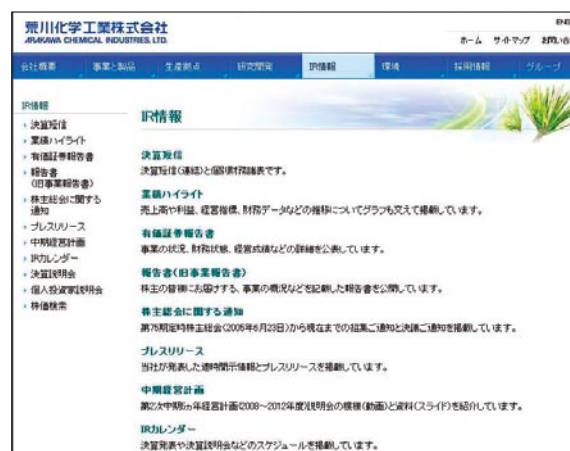 荒川化学工業株式会社
ARAKAWA CHEMICAL INDUSTRIES, LTD.
ENG
ホーム サイトマップ お問い合
会社概要 事業と製品 生産拠点 研究開発 IR情報 環境 採用情報 グループ
IR情報
決算短信
業績ハイライト
有価証券報告書
報告書
(旧事業報告書)
株主総会に関する
通知
プレスリリース
中期経営計画
IRカレンダー
決算説明会
個人投資家説明会
株価検索
IR情報
決算短信
決算短信(連結)と個別財務諸表です。
業績ハイライト
売上高や利益、経営指標、財務データなどの推移についてグラフも交えて掲載しています。
有価証券報告書
事業の状況、財務状態、経営成績などの詳細を公表しています。
報告書(旧事業報告書)
株主の皆様にお届けする、事業の概況などを記載した報告書を公開しています。
株主総会に関する通知
第75期定時株主総会(2005年6月23日)から現在までの招集ご通知と決議ご通知を掲載しています。
プレスリリース
当社が発表した適時開示情報とプレスリリースを掲載しています。
中期経営計画
第2次中期5ヵ年経営計画(2008～2012年度)説明会の模様(動画)と資料(スライド)を紹介しています。
IRカレンダー
決算発表や決算説明会などのスケジュールを掲載しています。